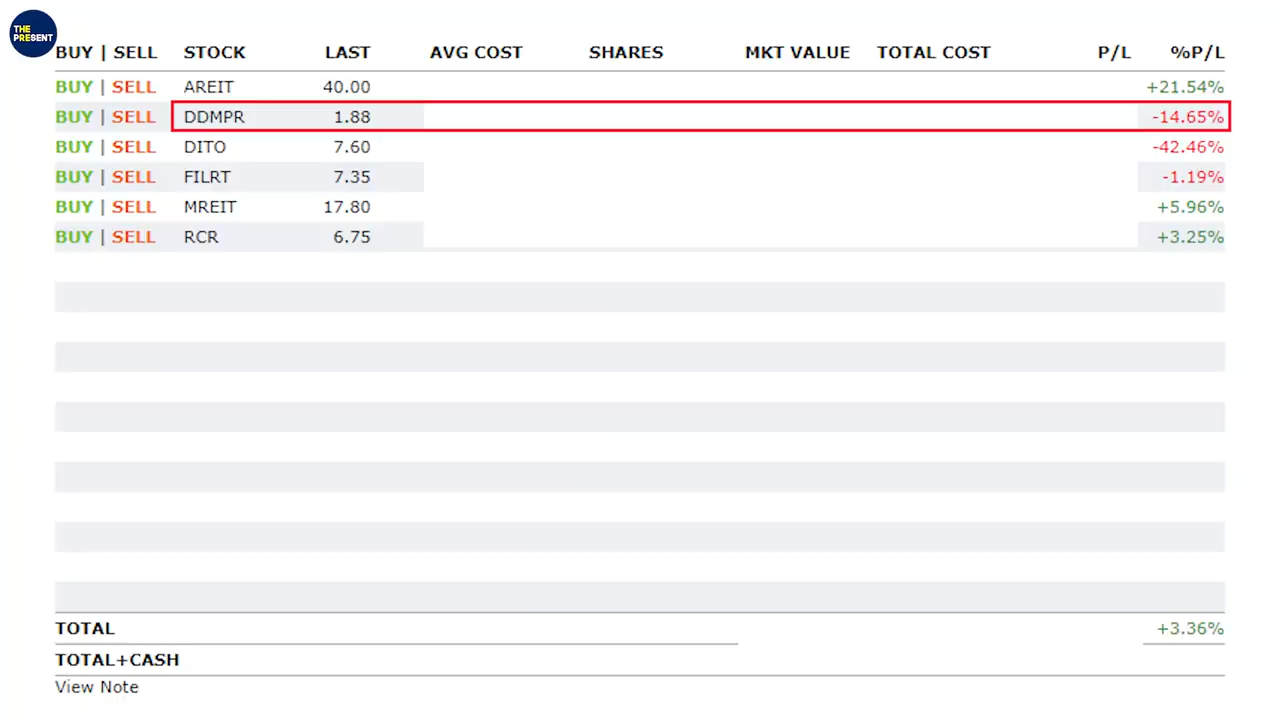 THE
PRESENT
BUY | SELL STOCK LAST AVG COST SHARES MKT VALUE TOTAL COST P/L %P/L
BUY | SELL AREIT 40.00 +21.54%
BUY | SELL DDMPR 1.88 -14.65%
BUY | SELL DITO 7.60 -42.46%
BUY | SELL FILRT 7.35 -1.19%
BUY | SELL MREIT 17.80 +5.96%
BUY | SELL RCR 6.75 +3.25%
TOTAL +3.36%
TOTAL+CASH
View Note